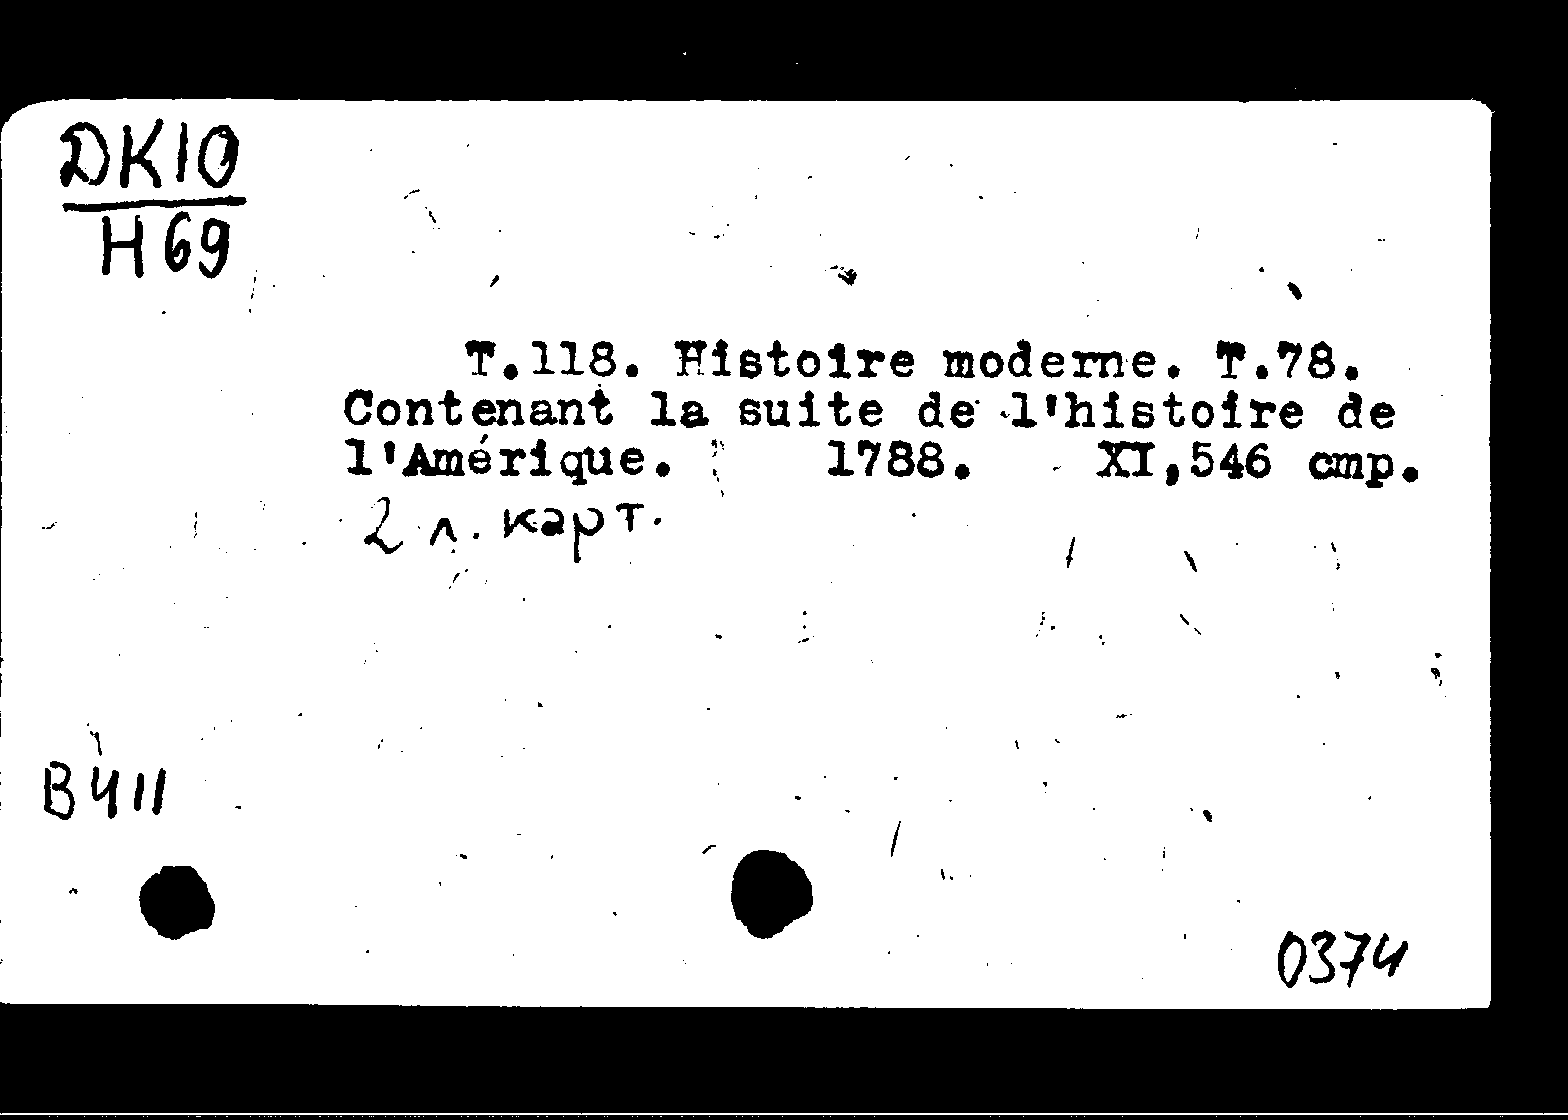 DK10
H69
T.118. Histoire moderne. T.78.
Contenant la suite de l'histoire de
l'Amérique. 1788. XI,546 стр.
2 л. карт.
B411
0374